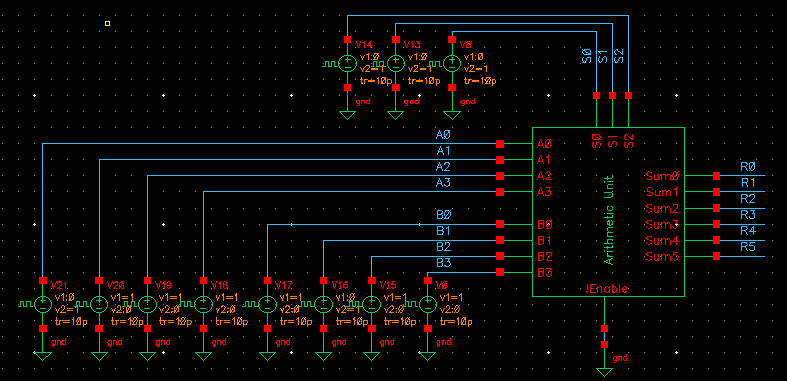 V14 V13 V8
v1:0 v1:0 v1:0
v2=1 v2=1 v2=1
tr=10p tr=10p tr=10p
gnd gnd gnd
S0 S1 S2
S0 S1 S2
A0 A0
A1 A1
A2 A2
A3 A3
B0 B0
B1 B1
B2 B2
B3 B3
Arithmetic Unit
!Enable
Sum0 R0
Sum1 R1
Sum2 R2
Sum3 R3
Sum4 R4
Sum5 R5
V21 V20 V19 V18 V17 V16 V15
v1:0 v1=1 v1=1 v1=1 v1=1 v1=1 v1=1 v1=1
v2=1 v2:0 v2:0 v2:0 v2:0 v2:0 v2:0 v2:0
tr=10p tr=10p tr=10p tr=10p tr=10p tr=10p tr=10p tr=10p
gnd gnd gnd gnd gnd gnd gnd gnd
gnd